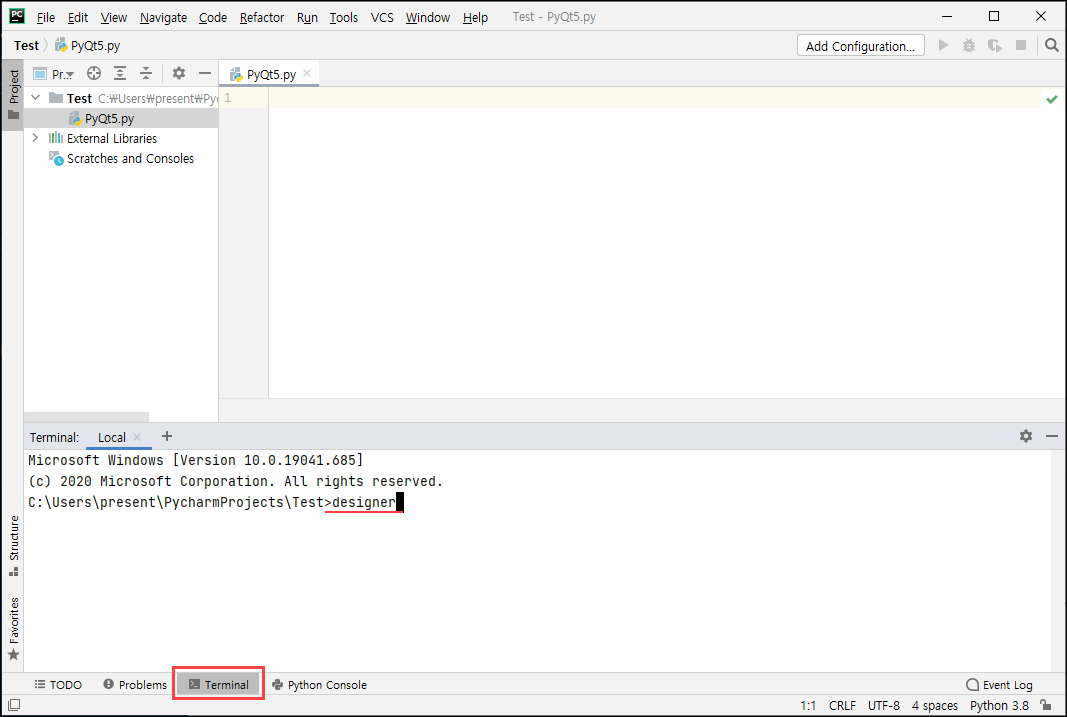 PC File Edit View Navigate Code Refactor Run Tools VCS Window Help Test - PyQt5.py
Test PyQt5.py Add Configuration...
Project
Pr... PyQt5.py
Test C:₩Users₩present₩Pyc 1
PyQt5.py
External Libraries
Scratches and Consoles
Terminal: Local
Microsoft Windows [Version 10.0.19041.685]
(c) 2020 Microsoft Corporation. All rights reserved.
C:\Users\present\PycharmProjects\Test>designer
Structure
Favorites
TODO Problems Terminal Python Console Event Log
1:1 CRLF UTF-8 4 spaces Python 3.8